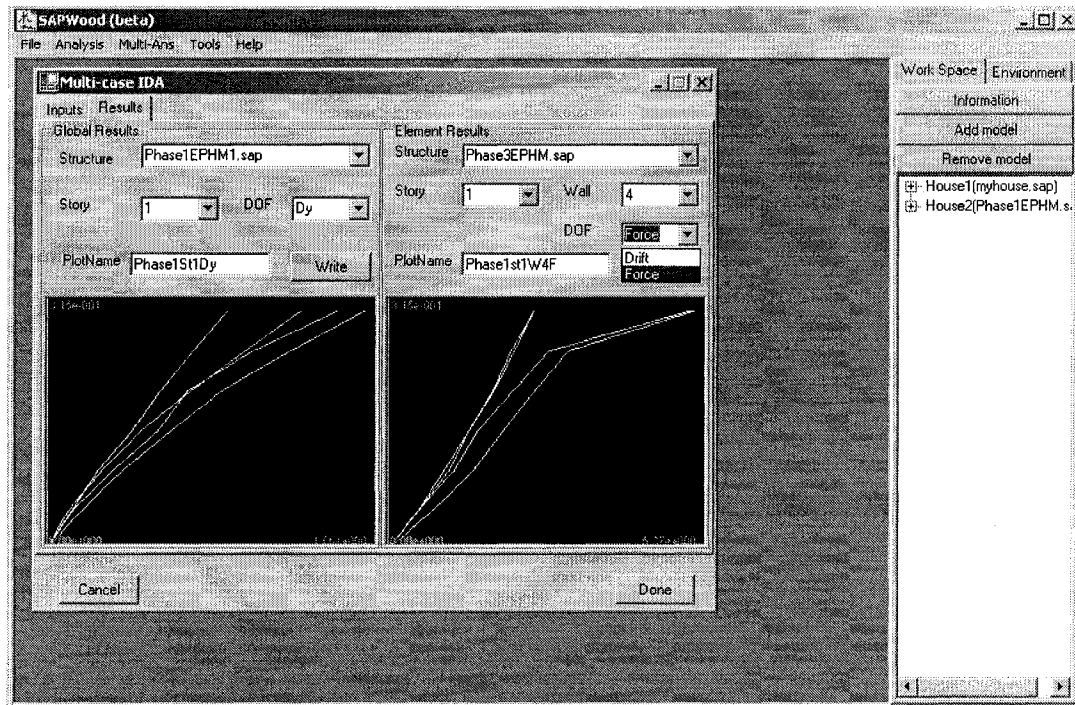 SAPWood (beta)
File Analysis Multi-Ans Tools Help
Multi-case IDA
Inputs Results
Global Results
Structure Phase1EPHM1.sap
Story 1 DOF Dy
PlotName Phase1St1Dy Write
Element Results
Structure Phase3EPHM.sap
Story 1 Wall 4
DOF Force
Drift
Force
PlotName Phase1st1W4F
Cancel Done
Work Space Environment
Information
Add model
Remove model
House1(myhouse.sap)
House2(Phase1EPHM.s